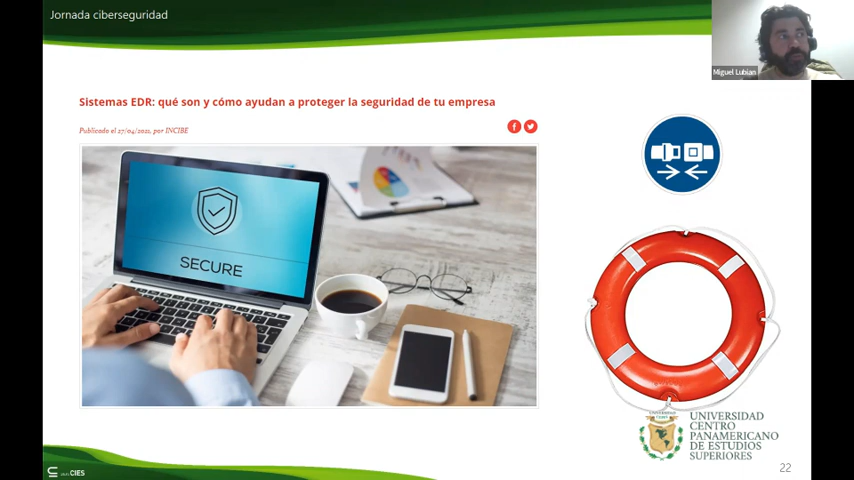 Jornada ciberseguridad
Miguel Lubian
Sistemas EDR: qué son y cómo ayudan a proteger la seguridad de tu empresa
Publicado el 27/04/2021, por INCIBE
SECURE
UNIVERSIDAD
CENTRO
PANAMERICANO
DE ESTUDIOS
SUPERIORES
CIES
22